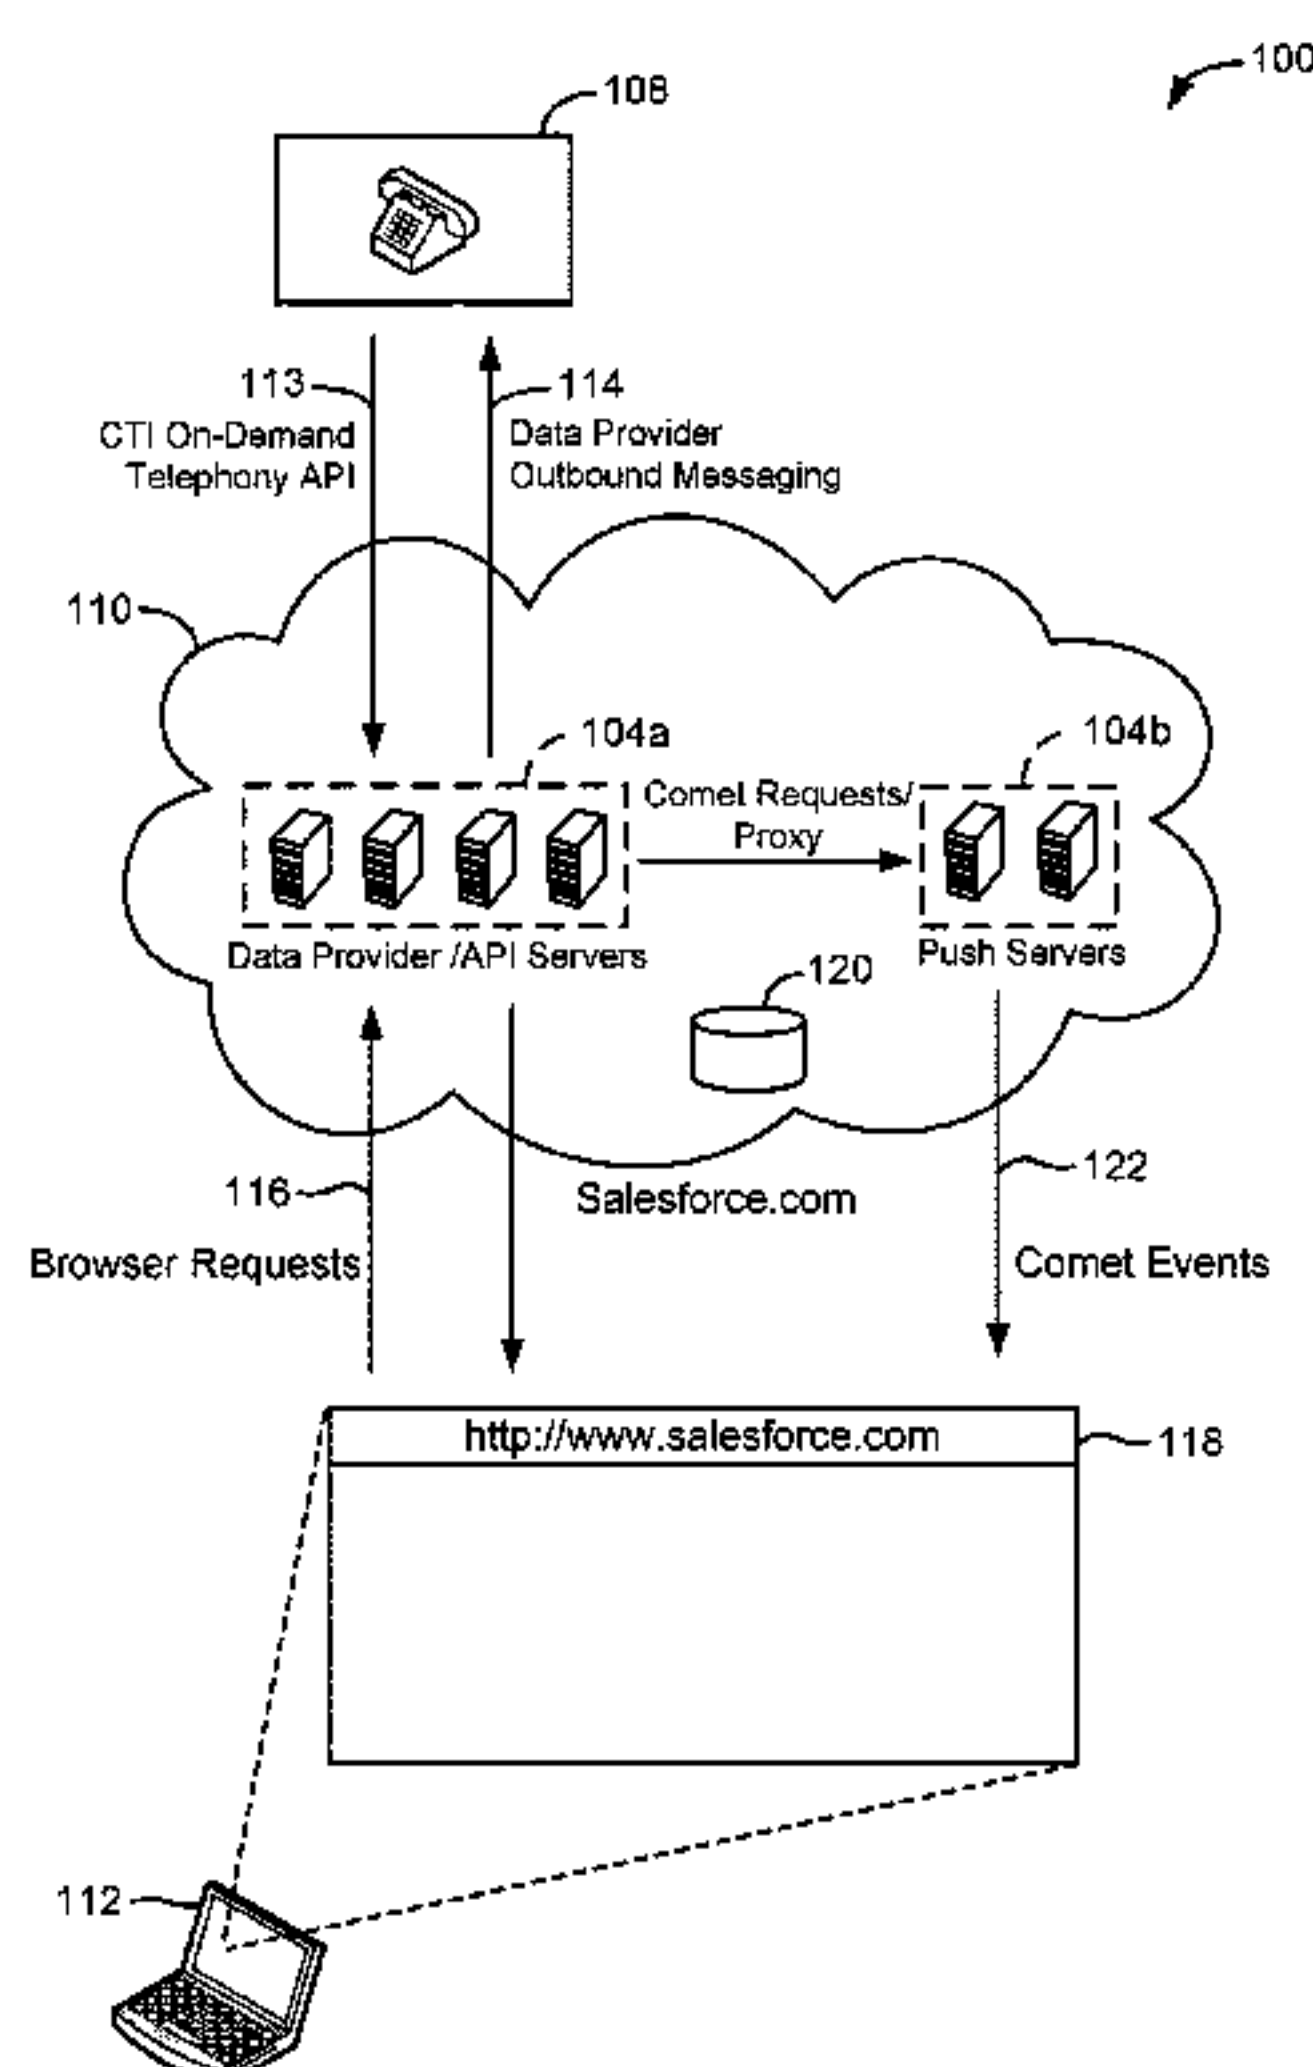 100
108
113
114
CTI On-Demand
Telephony API
Data Provider
Outbound Messaging
110
104a
104b
Comet Requests/
Proxy
Data Provider /API Servers
Push Servers
120
116
122
Salesforce.com
Browser Requests
Comet Events
http://www.salesforce.com
118
112